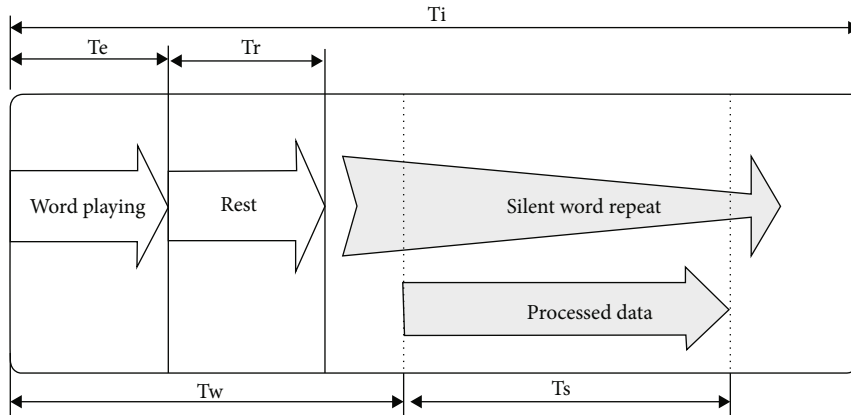 Ti
Te
Tr
Word playing
Rest
Silent word repeat
Processed data
Tw
Ts